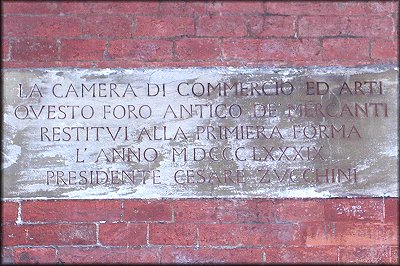 LA CAMERA DI COMMERCIO ED ARTI
QVESTO FORO ANTICO DE' MERCANTI
RESTITVI ALLA PRIMIERA FORMA
L'ANNO MDCCCLXXXIX
PRESIDENTE CESARE ZVCCHINI